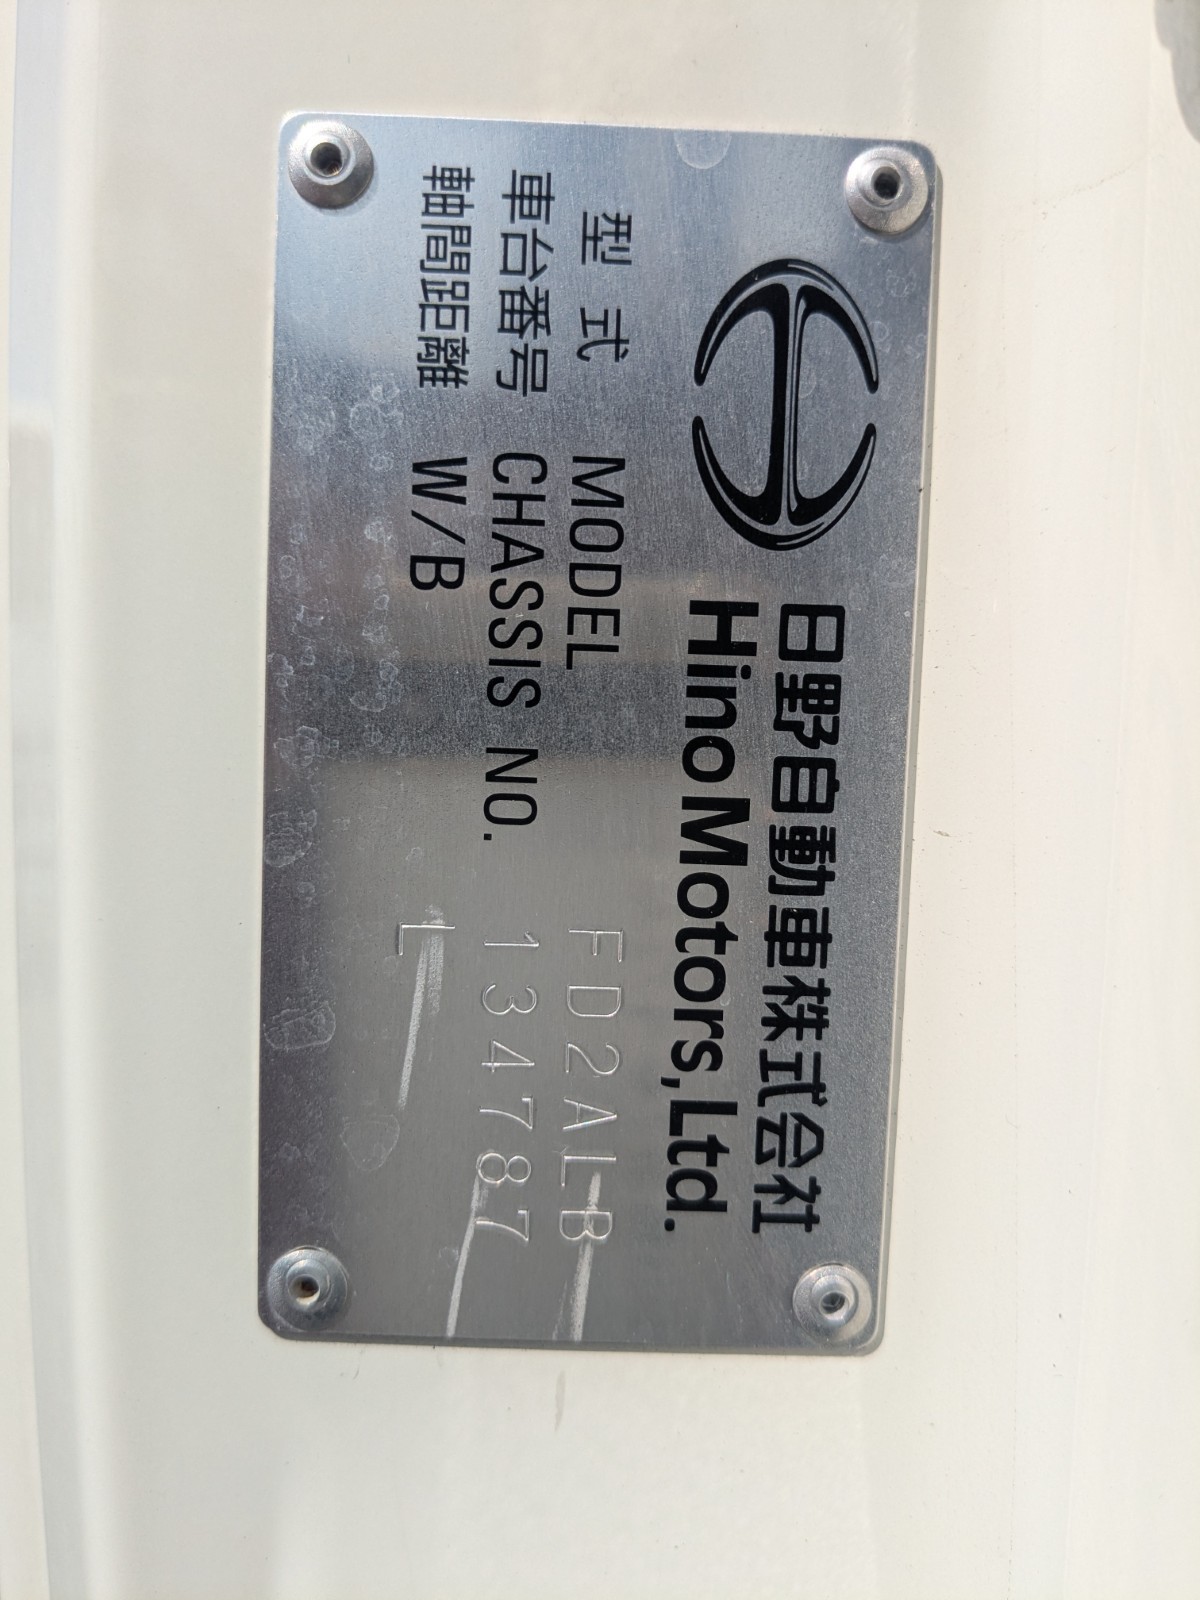 日野自動車株式会社
Hino Motors, Ltd.
型式 MODEL FD2ALB
車台番号 CHASSIS NO. 134787
軸間距離 W/B L